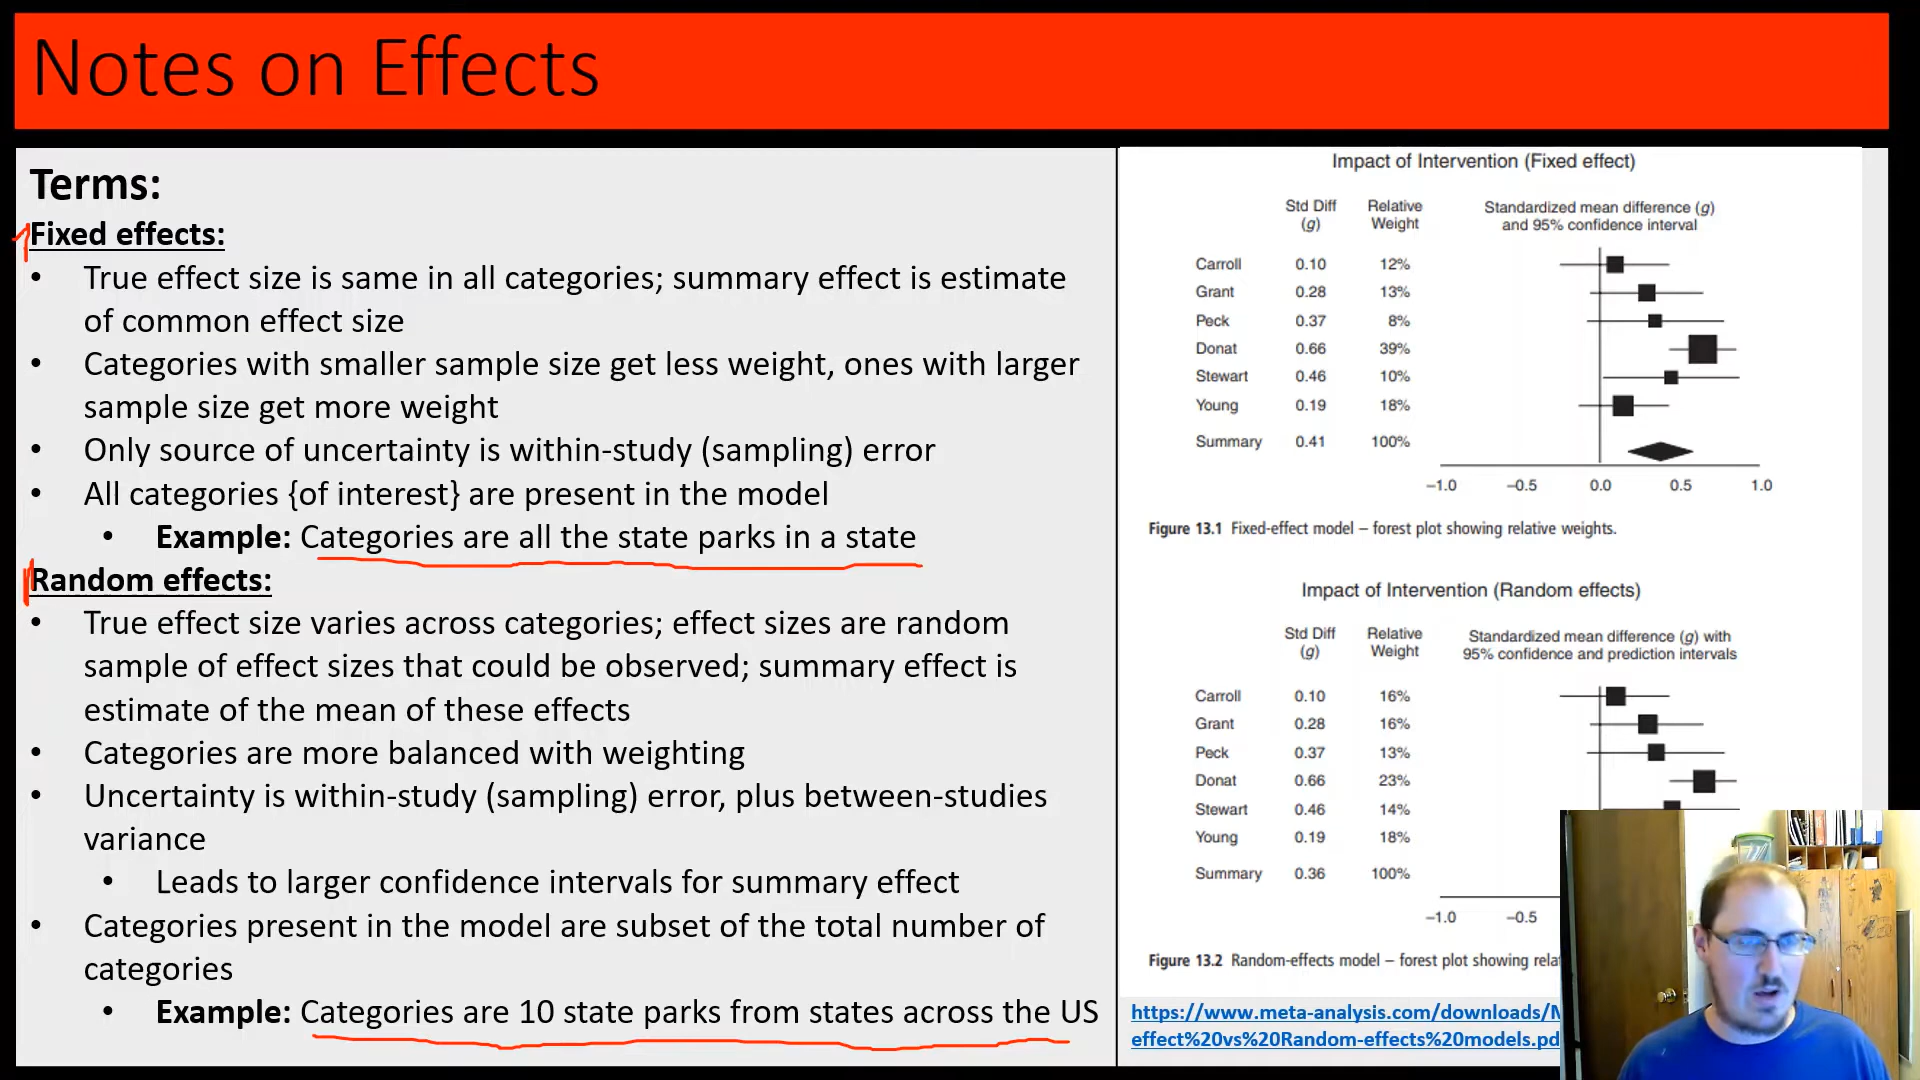 Notes on Effects
Terms:
Fixed effects:
• True effect size is same in all categories; summary effect is estimate
of common effect size
• Categories with smaller sample size get less weight, ones with larger
sample size get more weight
• Only source of uncertainty is within-study (sampling) error
• All categories {of interest} are present in the model
• Example: Categories are all the state parks in a state
Random effects:
• True effect size varies across categories; effect sizes are random
sample of effect sizes that could be observed; summary effect is
estimate of the mean of these effects
• Categories are more balanced with weighting
• Uncertainty is within-study (sampling) error, plus between-studies
variance
• Leads to larger confidence intervals for summary effect
• Categories present in the model are subset of the total number of
categories
• Example: Categories are 10 state parks from states across the US
Impact of Intervention (Fixed effect)
Std Diff Relative Standardized mean difference (g)
(g) Weight and 95% confidence interval
Carroll 0.10 12%
Grant 0.28 13%
Peck 0.37 8%
Donat 0.66 39%
Stewart 0.46 10%
Young 0.19 18%
Summary 0.41 100%
−1.0 −0.5 0.0 0.5 1.0
Figure 13.1 Fixed-effect model – forest plot showing relative weights.
Impact of Intervention (Random effects)
Std Diff Relative Standardized mean difference (g) with
(g) Weight 95% confidence and prediction intervals
Carroll 0.10 16%
Grant 0.28 16%
Peck 0.37 13%
Donat 0.66 23%
Stewart 0.46 14%
Young 0.19 18%
Summary 0.36 100%
−1.0 −0.5
Figure 13.2 Random-effects model – forest plot showing
https://www.meta-analysis.com/downloads/
effect%20vs%20Random-effects%20models.pd